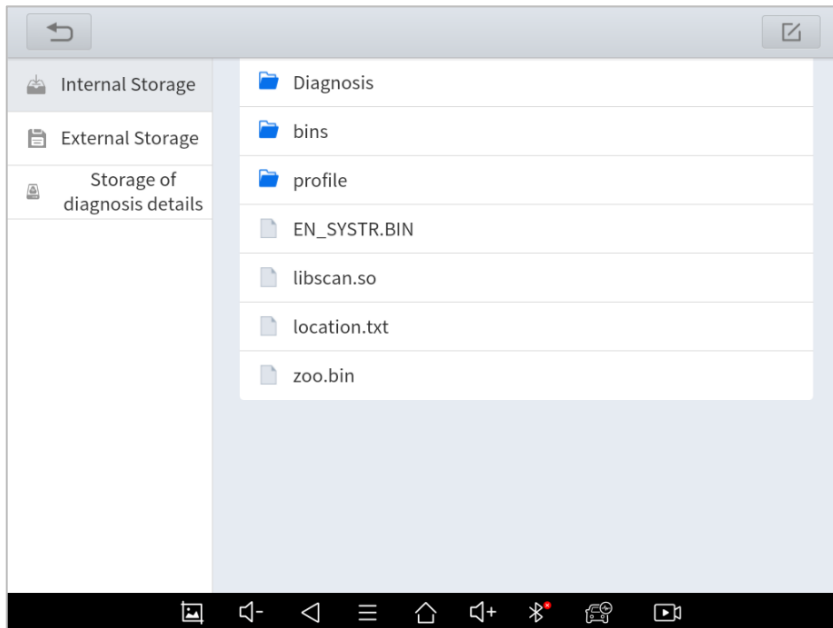 Internal Storage
External Storage
Storage of
diagnosis details
Diagnosis
bins
profile
EN_SYSTR.BIN
libscan.so
location.txt
zoo.bin